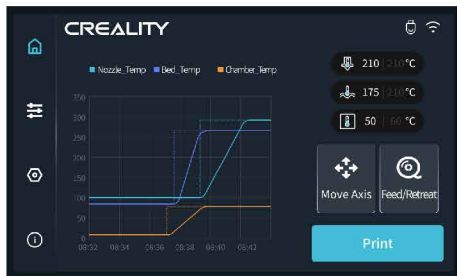 CREALITY
Nozzle_Temp Bed_Temp Chamber_Temp
210 210°C
175 210°C
50 60 °C
350
300
250
200
150
100
50
0
08:32 08:34 08:36 08:38 08:40 08:42
Move Axis Feed/Retreat
Print